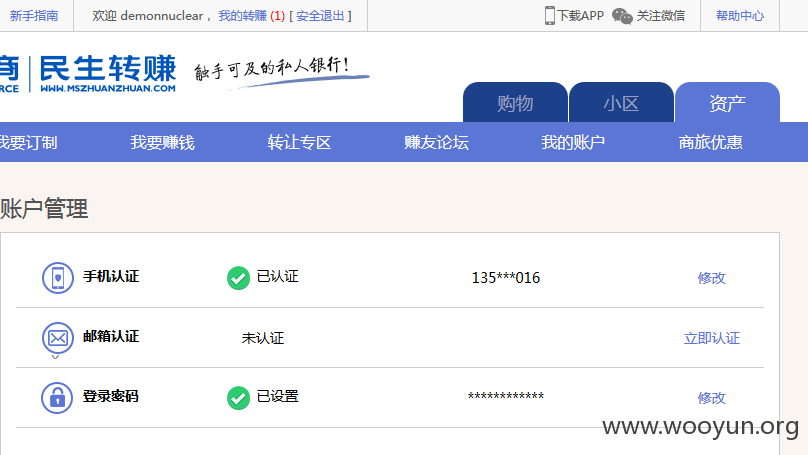 新手指南 欢迎 demonnuclear， 我的转赚 (1) [ 安全退出 ] 下载APP 关注微信 帮助中心
商 民生转赚 触手可及的私人银行!
RCE WWW.MSZHUANZHUAN.COM
购物 小区 资产
我要订制 我要赚钱 转让专区 赚友论坛 我的账户 商旅优惠
账户管理
手机认证 已认证 135***016 修改
邮箱认证 未认证 立即认证
登录密码 已设置 ************ 修改
www.wooyun.org